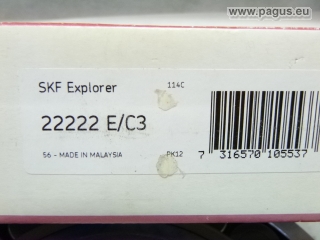 www.pagus.eu
SKF Explorer 114C
22222 E/C3
56 - MADE IN MALAYSIA PK12
7 316570 105537